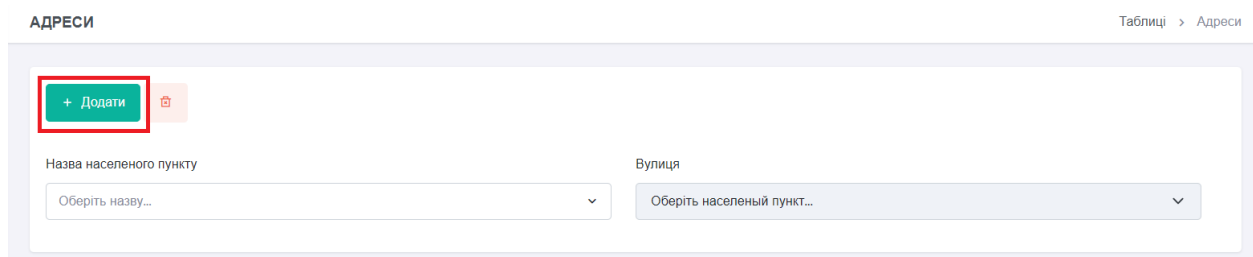 АДРЕСИ
Таблиці > Адреси
+ Додати
Назва населеного пункту
Вулиця
Оберіть назву...
Оберіть населеный пункт...